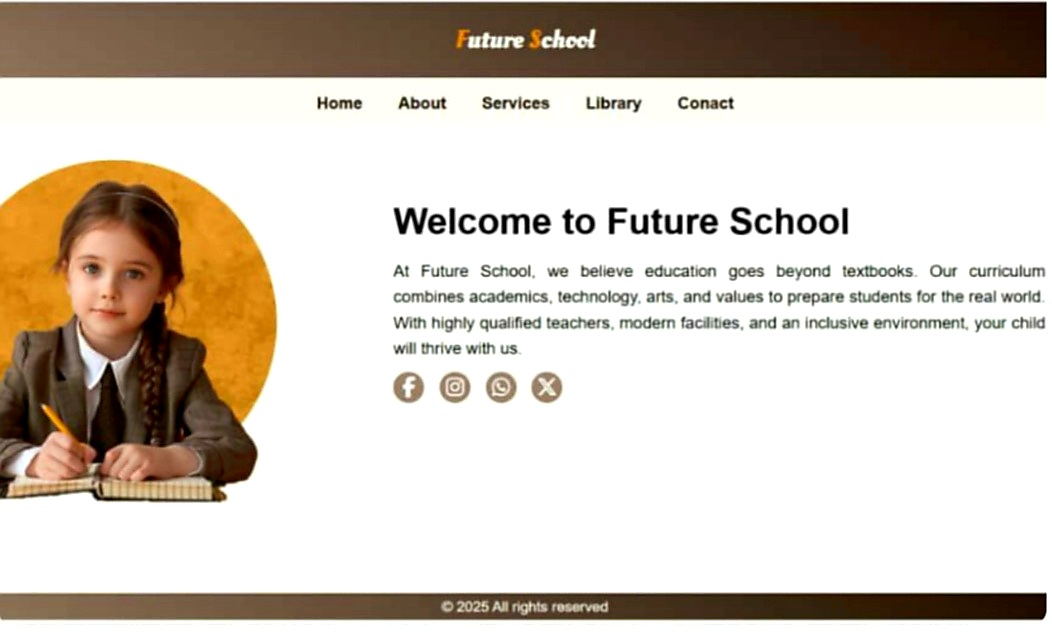 Future School
Home About Services Library Conact
Welcome to Future School
At Future School, we believe education goes beyond textbooks. Our curriculum
combines academics, technology, arts, and values to prepare students for the real world.
With highly qualified teachers, modern facilities, and an inclusive environment, your child
will thrive with us.
© 2025 All rights reserved